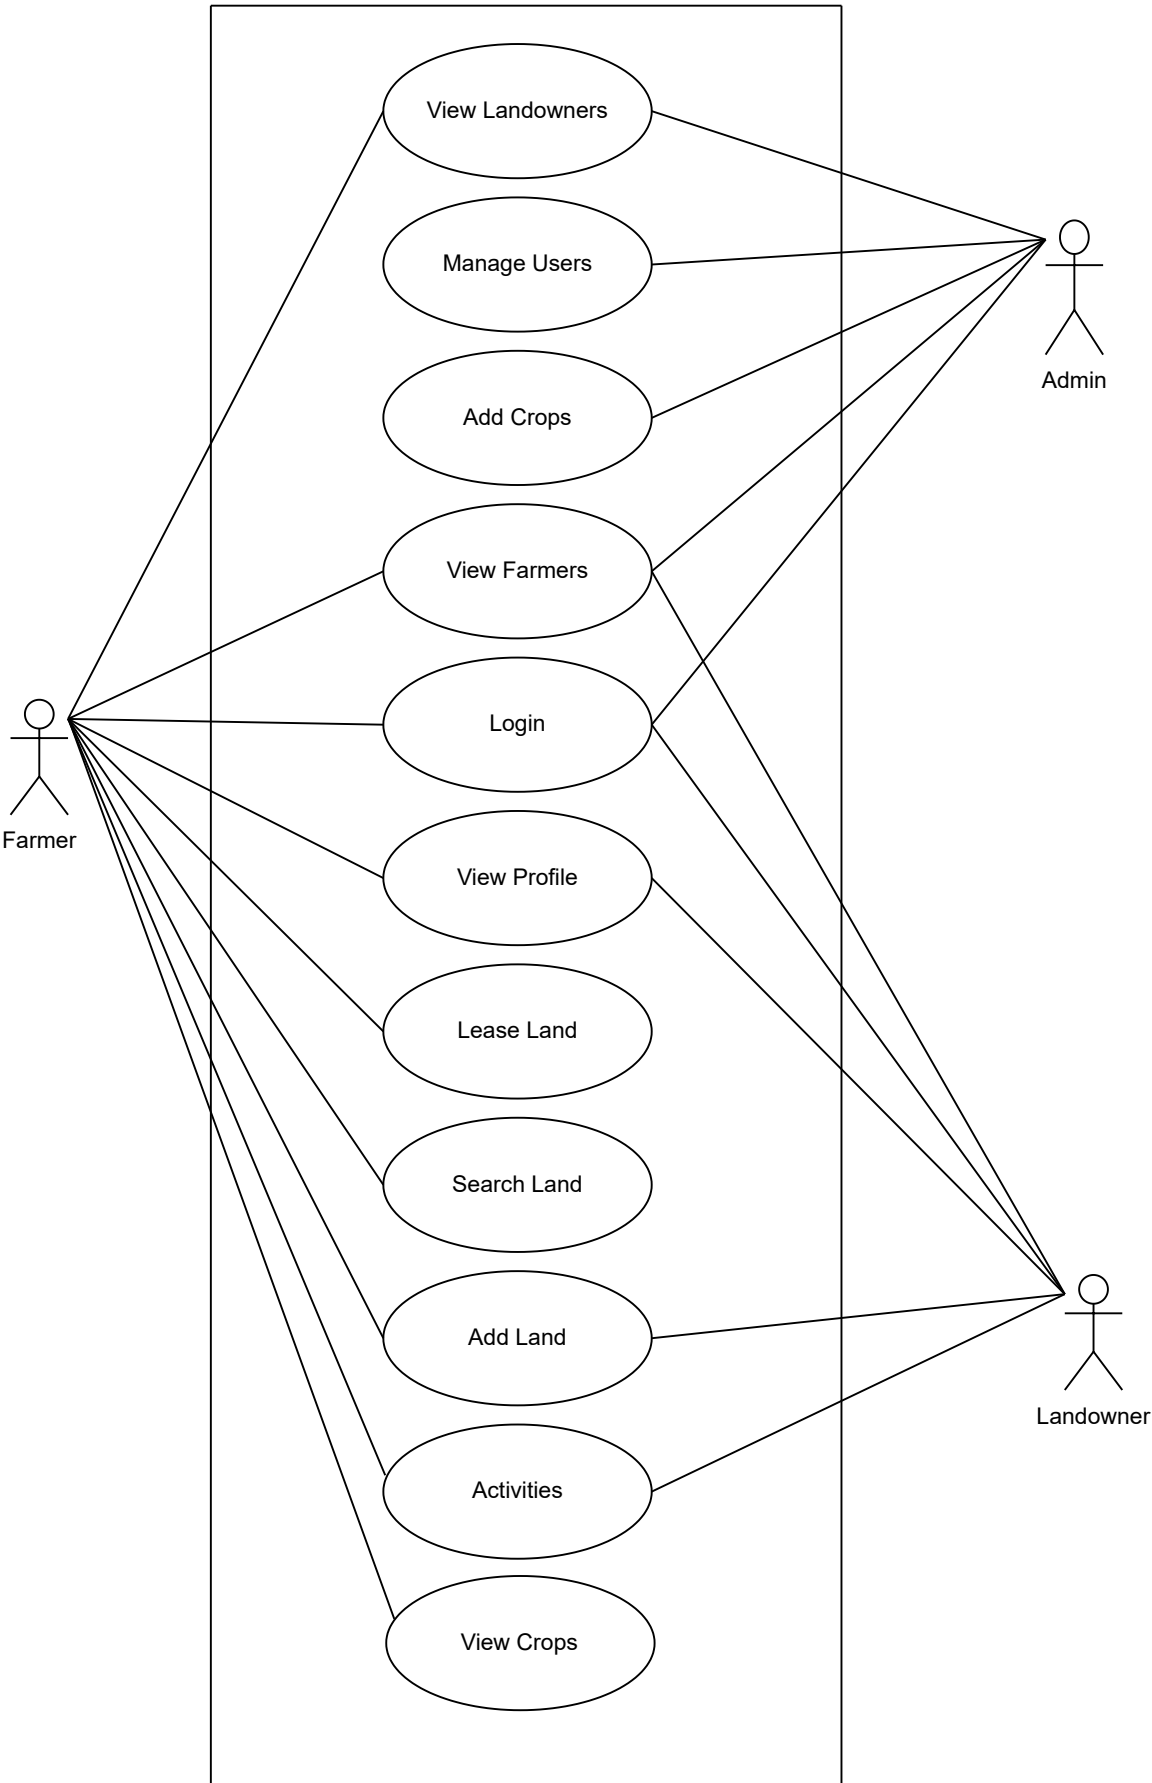 View Landowners
Manage Users
Admin
Add Crops
View Farmers
Login
Farmer
View Profile
Lease Land
Search Land
Add Land
Landowner
Activities
View Crops